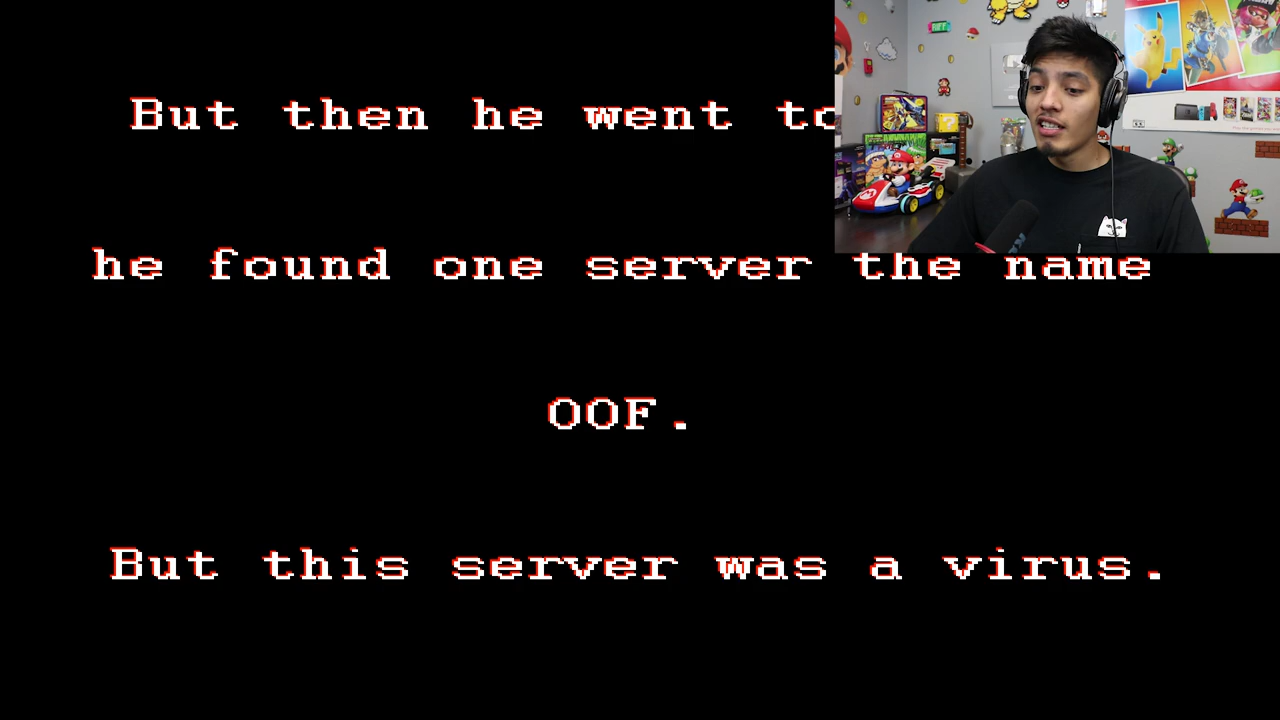 But then he went to
he found one server the name
OOF.
But this server was a virus.